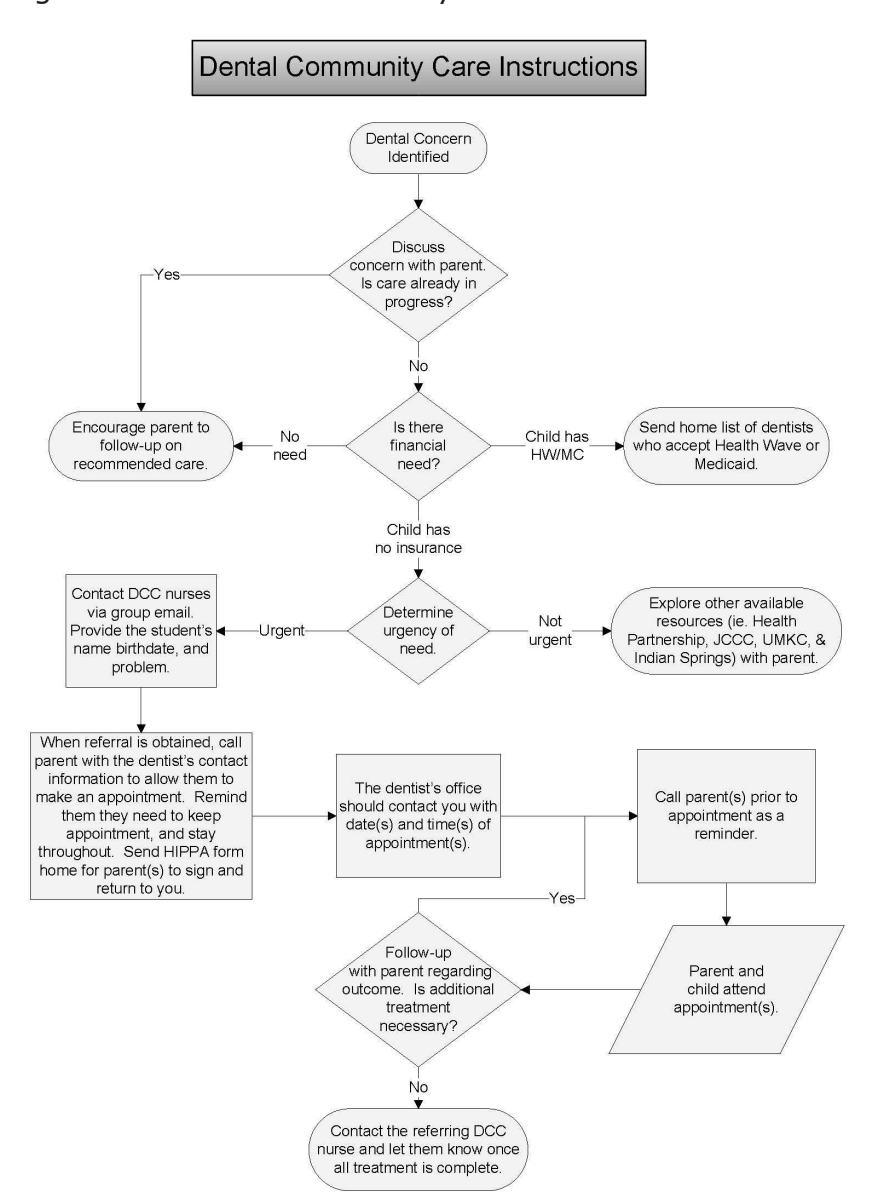 Dental Community Care Instructions
Dental Concern
Identified
Discuss
concern with parent.
Is care already in
progress?
Yes
No
Encourage parent to
follow-up on
recommended care.
No
need
Is there
financial
need?
Child has
HW/MC
Send home list of dentists
who accept Health Wave or
Medicaid.
Child has
no insurance
Contact DCC nurses
via group email.
Provide the student's
name birthdate, and
problem.
Urgent
Determine
urgency of
need.
Not
urgent
Explore other available
resources (ie. Health
Partnership, JCCC, UMKC, &
Indian Springs) with parent.
When referral is obtained, call
parent with the dentist's contact
information to allow them to
make an appointment.  Remind
them they need to keep
appointment, and stay
throughout.  Send HIPPA form
home for parent(s) to sign and
return to you.
The dentist's office
should contact you with
date(s) and time(s) of
appointment(s).
Call parent(s) prior to
appointment as a
reminder.
Yes
Follow-up
with parent regarding
outcome.  Is additional
treatment
necessary?
Parent and
child attend
appointment(s).
No
Contact the referring DCC
nurse and let them know once
all treatment is complete.